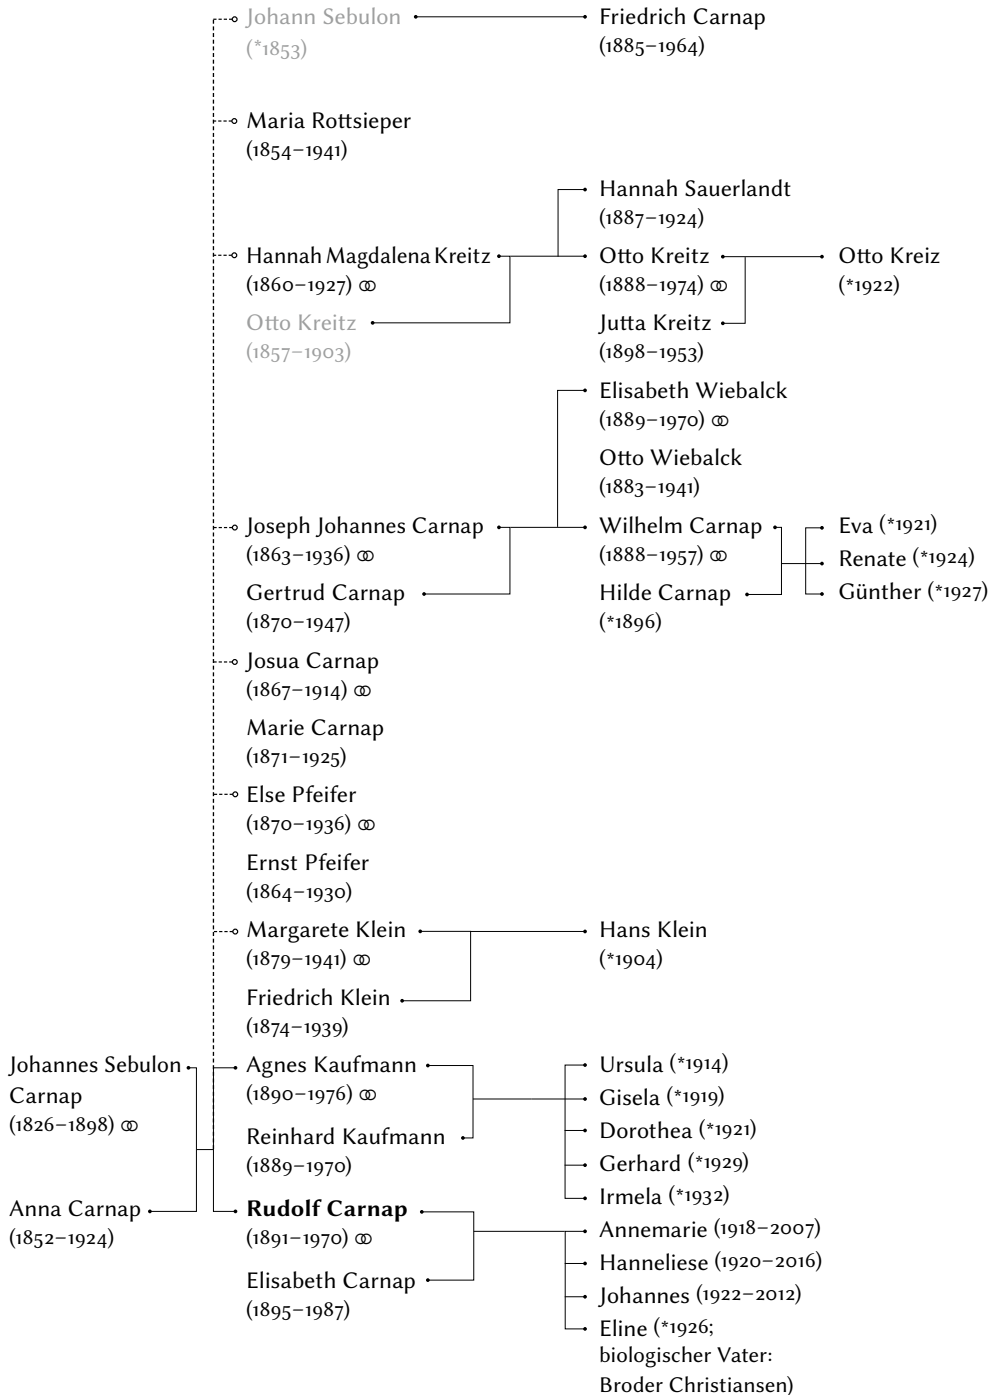 Johann Sebulon
(*1853)
Friedrich Carnap
(1885–1964)
Maria Rottsieper
(1854–1941)
Hannah Sauerlandt
(1887–1924)
Hannah Magdalena Kreitz
(1860–1927) ⚭
Otto Kreitz
(1888–1974) ⚭
Otto Kreiz
(*1922)
Otto Kreitz
(1857–1903)
Jutta Kreitz
(1898–1953)
Elisabeth Wiebalck
(1889–1970) ⚭
Otto Wiebalck
(1883–1941)
Joseph Johannes Carnap
(1863–1936) ⚭
Wilhelm Carnap
(1888–1957) ⚭
Eva (*1921)
Renate (*1924)
Günther (*1927)
Gertrud Carnap
(1870–1947)
Hilde Carnap
(*1896)
Josua Carnap
(1867–1914) ⚭
Marie Carnap
(1871–1925)
Else Pfeifer
(1870–1936) ⚭
Ernst Pfeifer
(1864–1930)
Margarete Klein
(1879–1941) ⚭
Hans Klein
(*1904)
Friedrich Klein
(1874–1939)
Johannes Sebulon
Carnap
(1826–1898) ⚭
Anna Carnap
(1852–1924)
Agnes Kaufmann
(1890–1976) ⚭
Reinhard Kaufmann
(1889–1970)
Ursula (*1914)
Gisela (*1919)
Dorothea (*1921)
Gerhard (*1929)
Irmela (*1932)
Rudolf Carnap
(1891–1970) ⚭
Elisabeth Carnap
(1895–1987)
Annemarie (1918–2007)
Hanneliese (1920–2016)
Johannes (1922–2012)
Eline (*1926;
biologischer Vater:
Broder Christiansen)